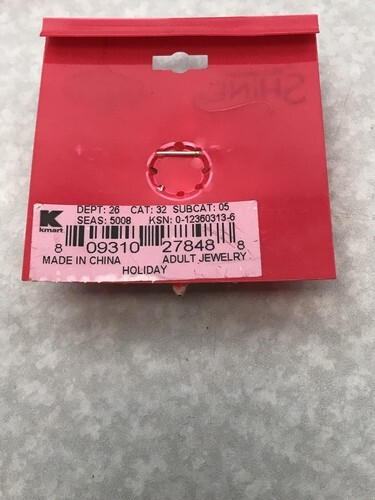 SHINE
DEPT: 26 CAT: 32 SUBCAT: 05
SEAS: 5008 KSN: 0-12360313-6
kmart
8 09310 27848 8
MADE IN CHINA ADULT JEWELRY
HOLIDAY